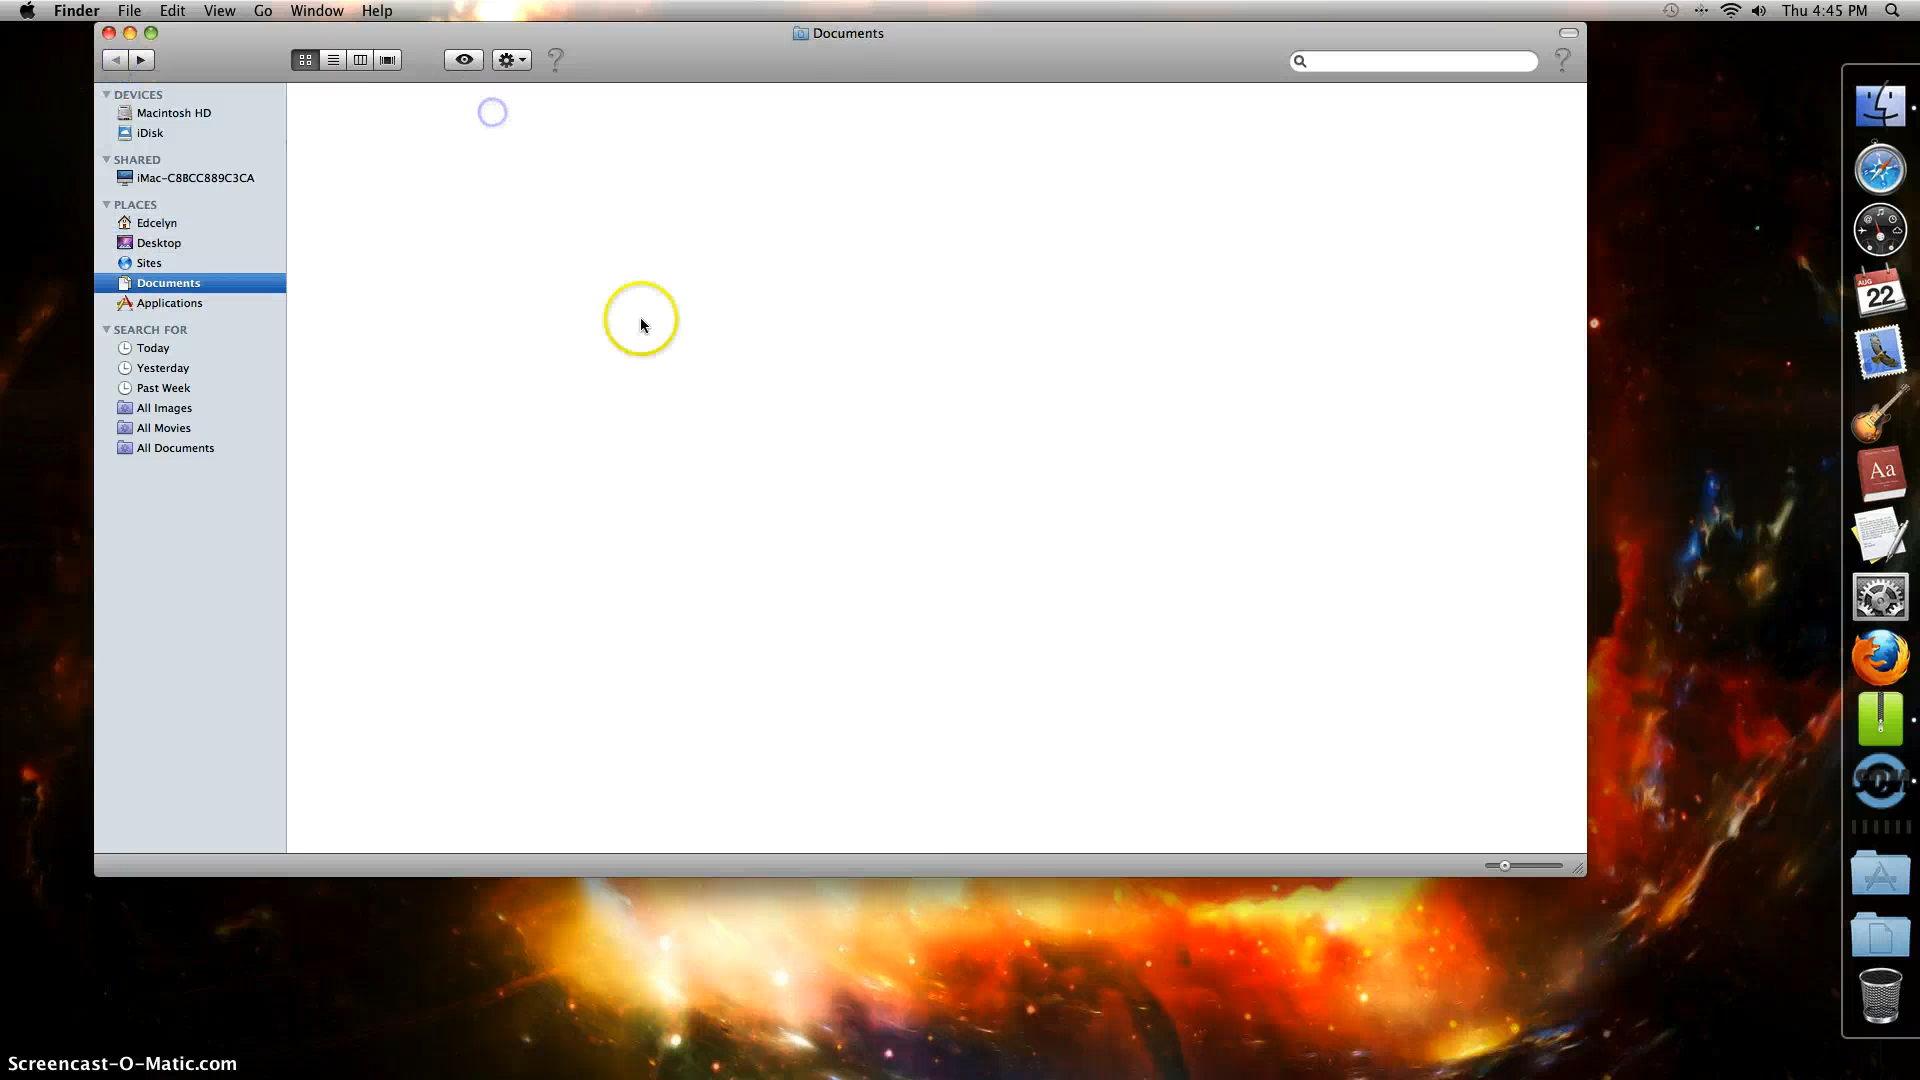 Finder File Edit View Go Window Help
Thu 4:45 PM
Documents
DEVICES
Macintosh HD
iDisk
SHARED
iMac-C8BCC889C3CA
PLACES
Edcelyn
Desktop
Sites
Documents
Applications
SEARCH FOR
Today
Yesterday
Past Week
All Images
All Movies
All Documents
AUG
22
Aa
Screencast-O-Matic.com